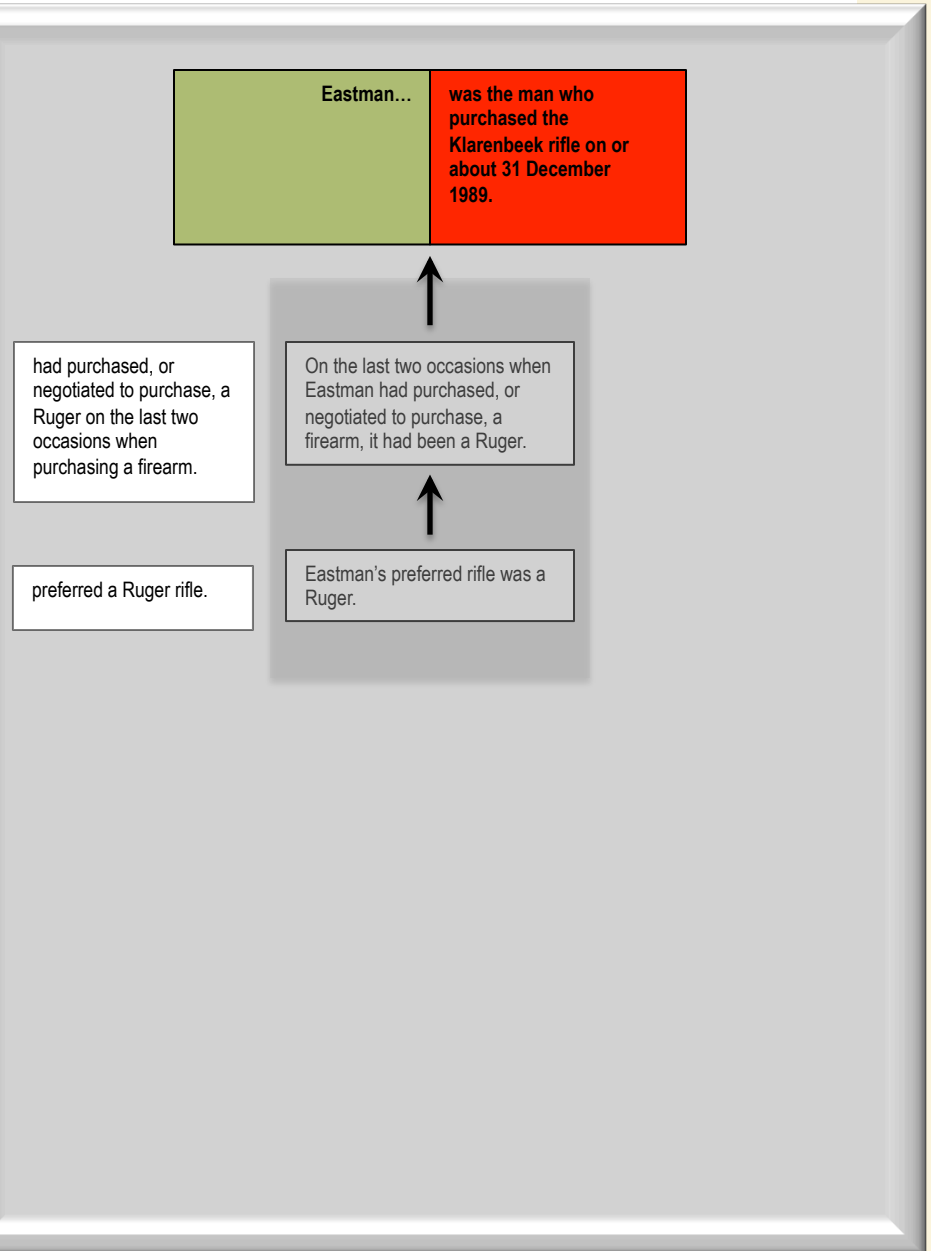 Eastman…
was the man who
purchased the
Klarenbeek rifle on or
about 31 December
1989.
had purchased, or
negotiated to purchase, a
Ruger on the last two
occasions when
purchasing a firearm.
On the last two occasions when
Eastman had purchased, or
negotiated to purchase, a
firearm, it had been a Ruger.
preferred a Ruger rifle.
Eastman’s preferred rifle was a
Ruger.